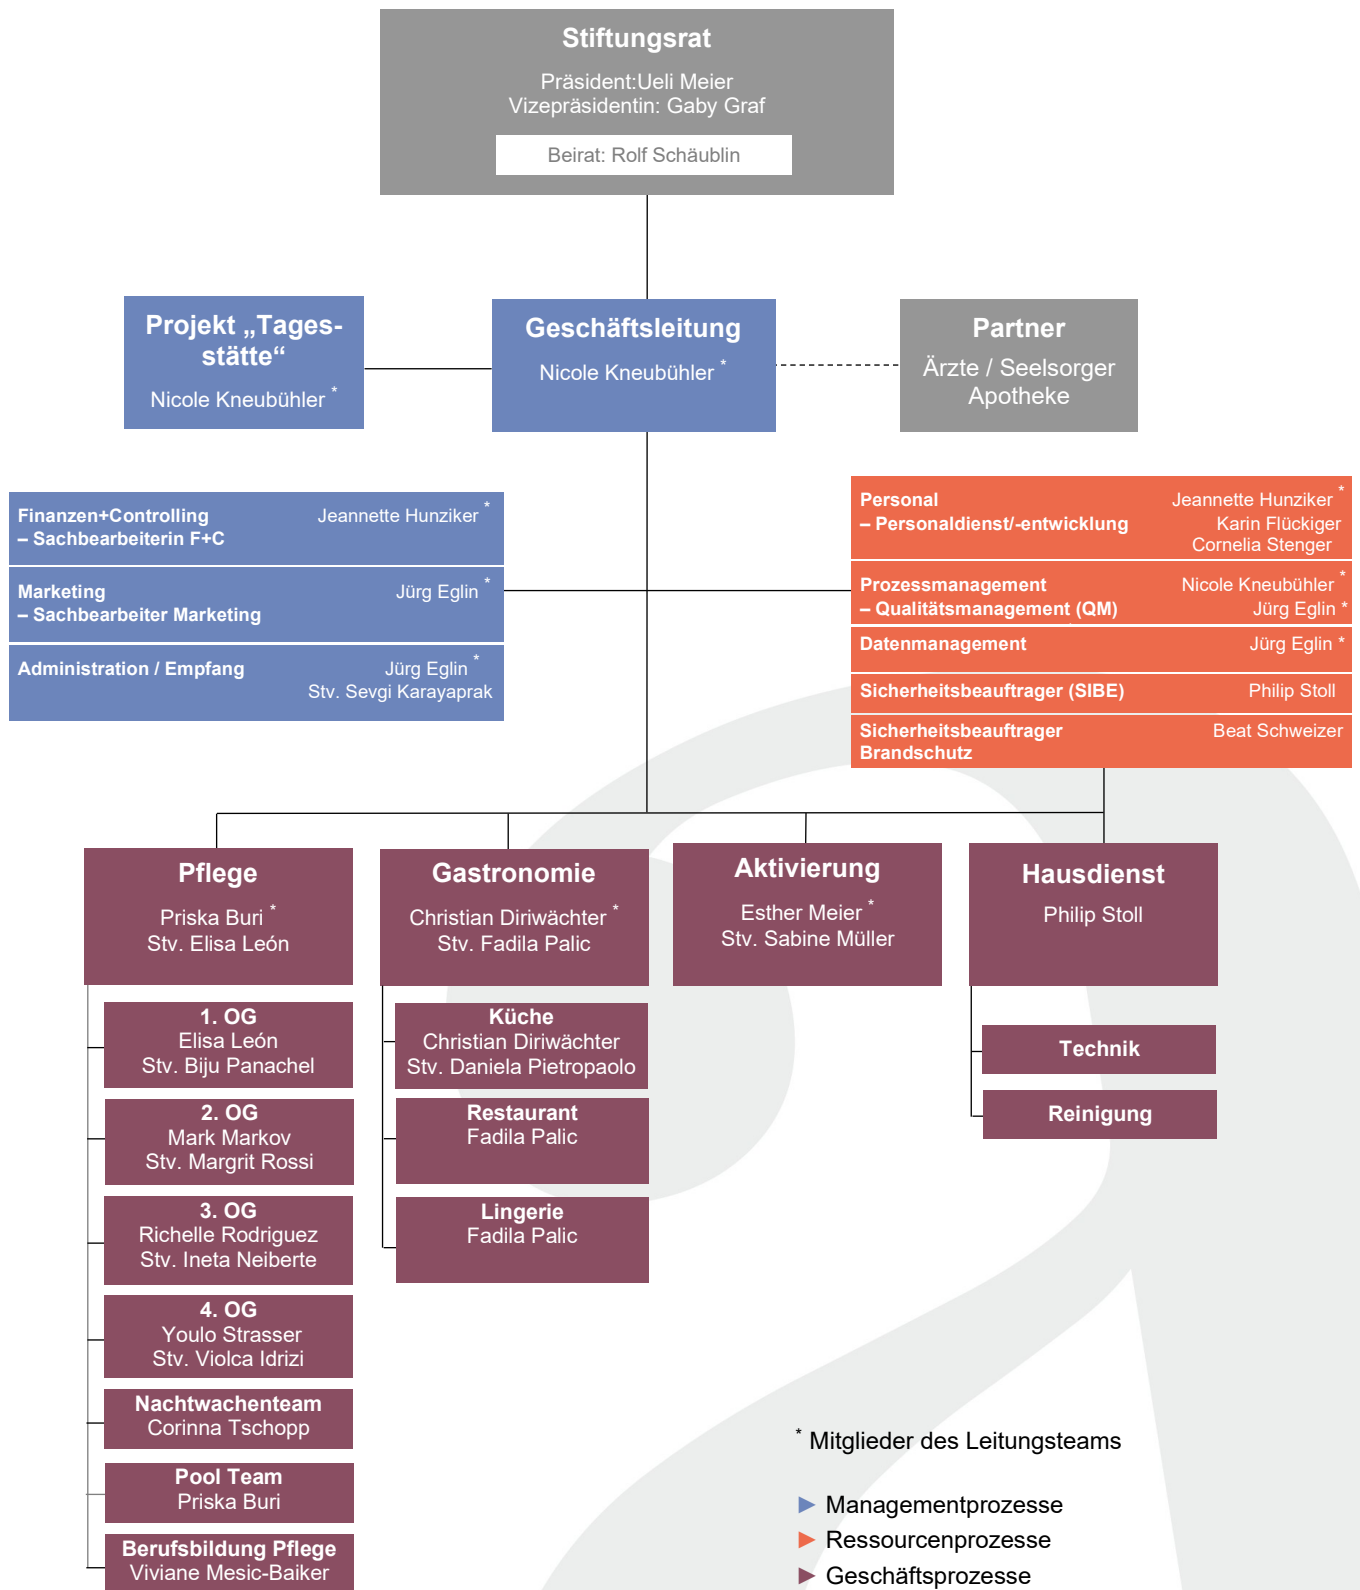 Stiftungsrat
Präsident:Ueli Meier
Vizepräsidentin: Gaby Graf
Beirat: Rolf Schäublin
Projekt „Tages-
stätte“
Nicole Kneubühler *
Geschäftsleitung
Nicole Kneubühler *
Partner
Ärzte / Seelsorger
Apotheke
Finanzen+Controlling Jeannette Hunziker *
– Sachbearbeiterin F+C
Marketing Jürg Eglin *
– Sachbearbeiter Marketing
Administration / Empfang Jürg Eglin *
Stv. Sevgi Karayaprak
Personal Jeannette Hunziker *
– Personaldienst/-entwicklung Karin Flückiger
Cornelia Stenger
Prozessmanagement Nicole Kneubühler *
– Qualitätsmanagement (QM) Jürg Eglin *
Datenmanagement Jürg Eglin *
Sicherheitsbeauftrager (SIBE) Philip Stoll
Sicherheitsbeauftrager Beat Schweizer
Brandschutz
Pflege
Priska Buri *
Stv. Elisa León
1. OG
Elisa León
Stv. Biju Panachel
2. OG
Mark Markov
Stv. Margrit Rossi
3. OG
Richelle Rodriguez
Stv. Ineta Neiberte
4. OG
Youlo Strasser
Stv. Violca Idrizi
Nachtwachenteam
Corinna Tschopp
Pool Team
Priska Buri
Berufsbildung Pflege
Viviane Mesic-Baiker
Gastronomie
Christian Diriwächter *
Stv. Fadila Palic
Küche
Christian Diriwächter
Stv. Daniela Pietropaolo
Restaurant
Fadila Palic
Lingerie
Fadila Palic
Aktivierung
Esther Meier *
Stv. Sabine Müller
Hausdienst
Philip Stoll
Technik
Reinigung
* Mitglieder des Leitungsteams
► Managementprozesse
► Ressourcenprozesse
► Geschäftsprozesse